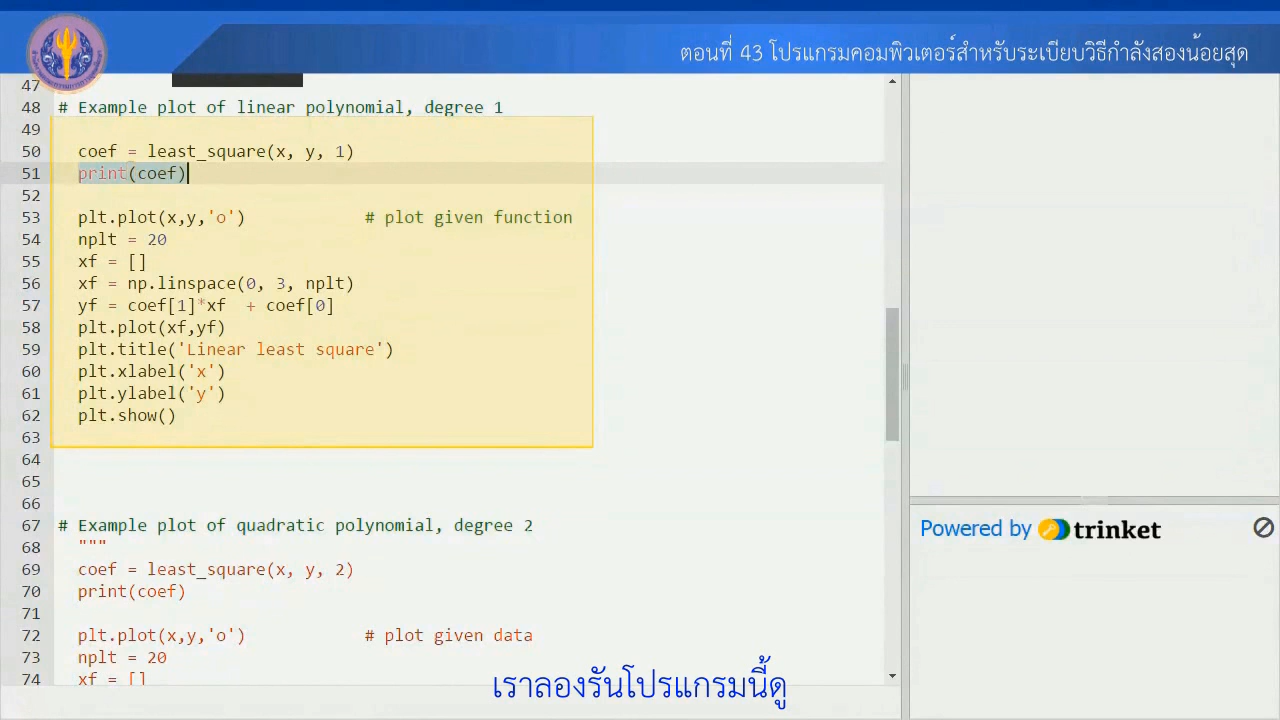 ตอนที่ 43 โปรแกรมคอมพิวเตอร์สำหรับระเบียบวิธีกำลังสองน้อยสุด
47
48 # Example plot of linear polynomial, degree 1
49
50 coef = least_square(x, y, 1)
51 print(coef)
52
53 plt.plot(x,y,'o') # plot given function
54 nplt = 20
55 xf = []
56 xf = np.linspace(0, 3, nplt)
57 yf = coef[1]*xf + coef[0]
58 plt.plot(xf,yf)
59 plt.title('Linear least square')
60 plt.xlabel('x')
61 plt.ylabel('y')
62 plt.show()
63
64
65
66
67 # Example plot of quadratic polynomial, degree 2
68 """
69 coef = least_square(x, y, 2)
70 print(coef)
71
72 plt.plot(x,y,'o') # plot given data
73 nplt = 20
74 xf = []
Powered by trinket
เราลองรันโปรแกรมนี้ดู